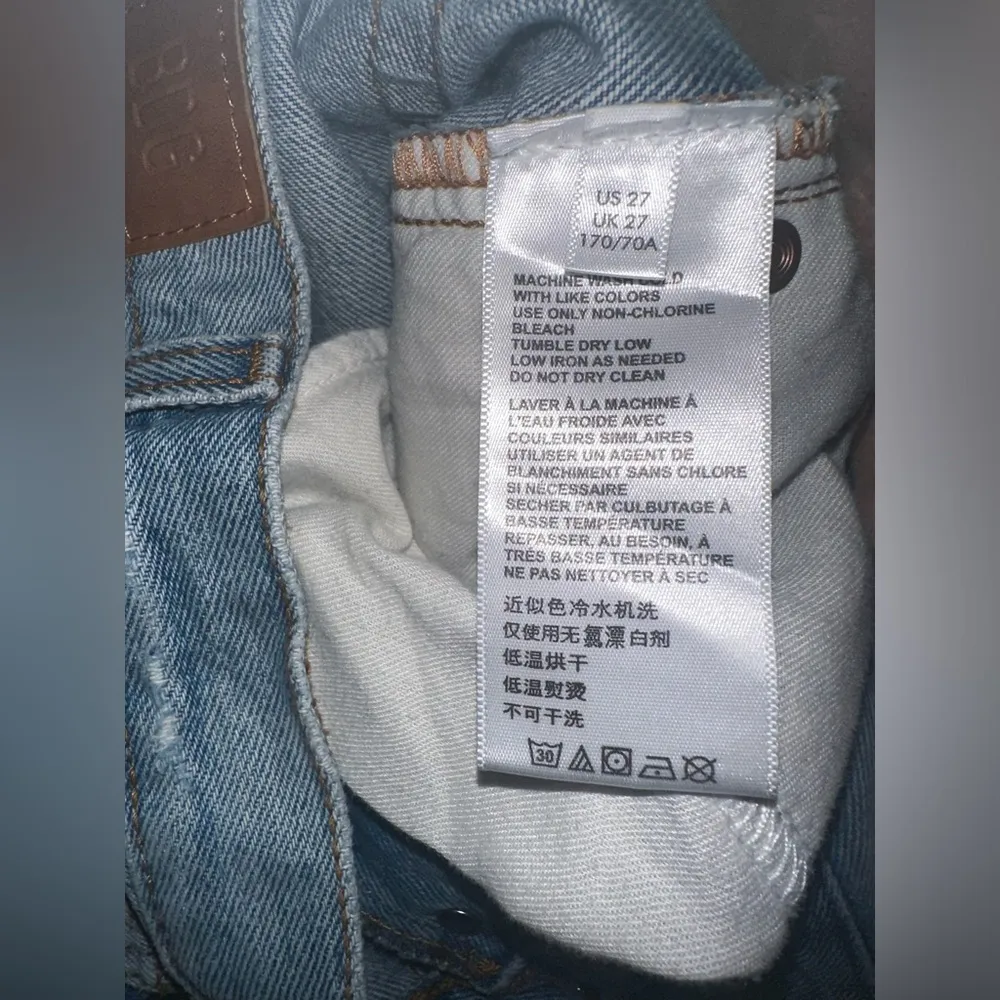 BLG
US 27
UK 27
170/70A
MACHINE WASH COLD
WITH LIKE COLORS
USE ONLY NON-CHLORINE
BLEACH
TUMBLE DRY LOW
LOW IRON AS NEEDED
DO NOT DRY CLEAN
LAVER À LA MACHINE À
L'EAU FROIDE AVEC
COULEURS SIMILAIRES
UTILISER UN AGENT DE
BLANCHIMENT SANS CHLORE
SI NÉCESSAIRE
SECHER PAR CULBUTAGE À
BASSE TEMPÉRATURE
REPASSER, AU BESOIN, À
TRÈS BASSE TEMPÉRATURE
NE PAS NETTOYER À SEC
近似色冷水机洗
仅使用无氯漂白剂
低温烘干
低温熨烫
不可干洗
30